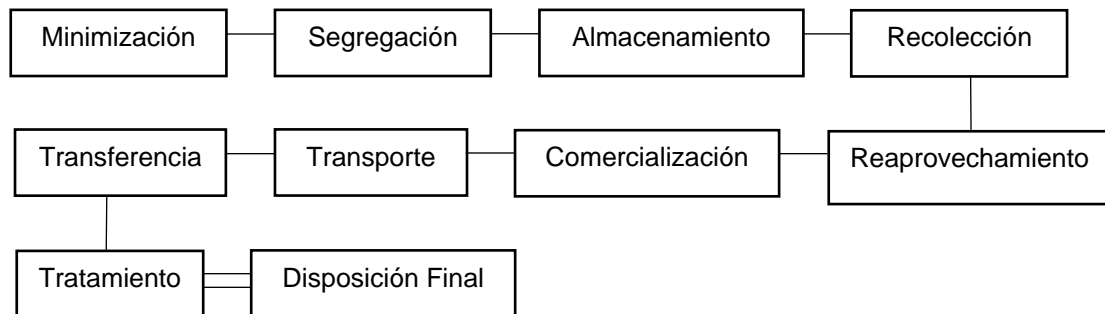 Minimización
Segregación
Almacenamiento
Recolección
Transferencia
Transporte
Comercialización
Reaprovechamiento
Tratamiento
Disposición Final